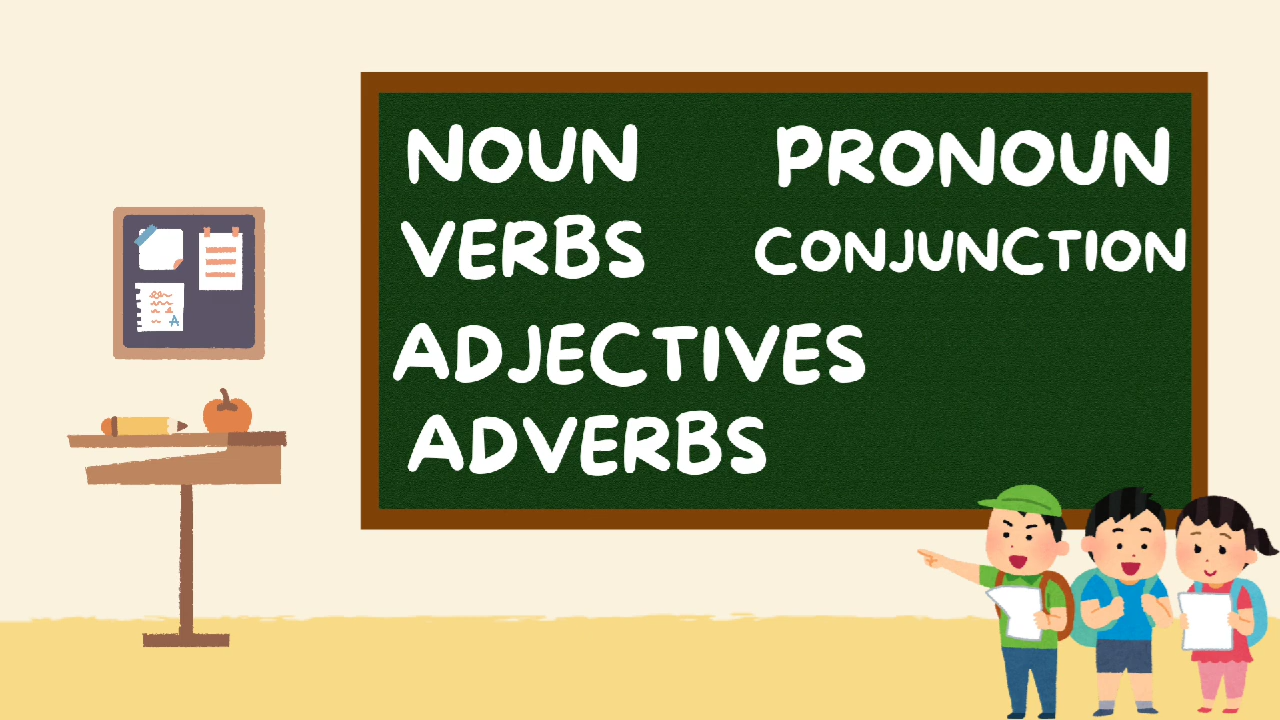 NOUN
PRONOUN
VERBS
CONJUNCTION
ADJECTIVES
ADVERBS
A